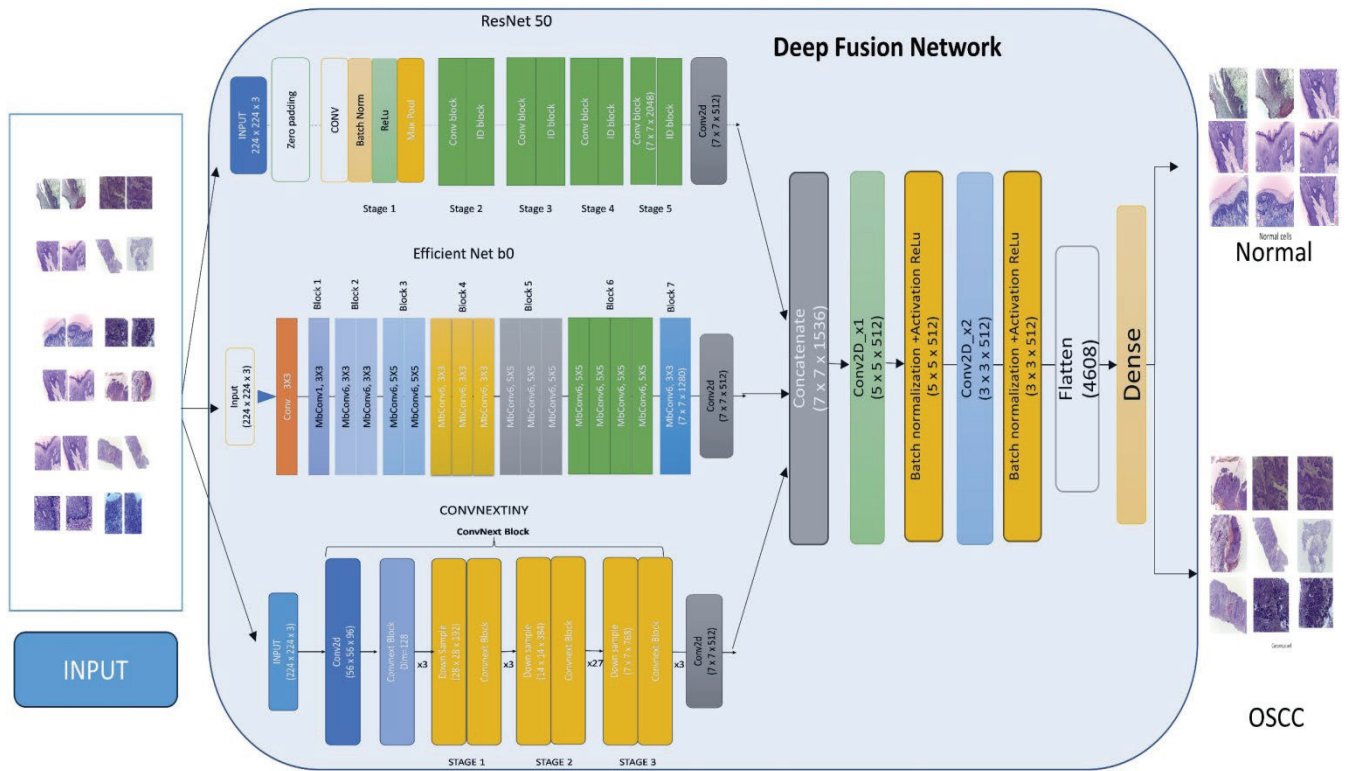 ResNet 50
Deep Fusion Network
INPUT
224 x 224 x 3
Zero padding
CONV
Batch Norm
ReLu
Max Pool
Conv block
ID block
Conv block
ID block
Conv block
ID block
Conv block
(7 x 7 x 2048)
ID block
Conv2d
(7 x 7 x 512)
Stage 1
Stage 2
Stage 3
Stage 4
Stage 5
Efficient Net b0
Block 1
Block 2
Block 3
Block 4
Block 5
Block 6
Block 7
Input
(224 x 224 x 3)
Conv 3X3
MbConv1, 3X3
MbConv6, 3X3
MbConv6, 3X3
MbConv6, 5X5
MbConv6, 5X5
MbConv6, 3X3
MbConv6, 3X3
MbConv6, 3X3
MbConv6, 5X5
MbConv6, 5X5
MbConv6, 5X5
MbConv6, 5X5
MbConv6, 5X5
MbConv6, 5X5
MbConv6, 5X5
MbConv6, 3X3
(7 x 7 x 1280)
Conv2d
(7 x 7 x 512)
CONVNEXTINY
ConvNext Block
INPUT
(224 x 224 x 3)
Conv2d
(56 x 56 x 96)
Convnext Block
Dim=128
x3
Down Sample
(28 x 28 x 192)
Convnext Block
x3
Down sample
(14 x 14 x 384)
Convnext Block
x27
Down sample
(7 x 7 x 768)
Convnext Block
x3
Conv2d
(7 x 7 x 512)
STAGE 1
STAGE 2
STAGE 3
Concatenate
(7 x 7 x 1536)
Conv2D_x1
(5 x 5 x 512)
Batch normalization +Activation ReLu
(5 x 5 x 512)
Conv2D_x2
(3 x 3 x 512)
Batch normalization +Activation ReLu
(3 x 3 x 512)
Flatten
(4608)
Dense
Normal cells
Normal
OSCC
INPUT